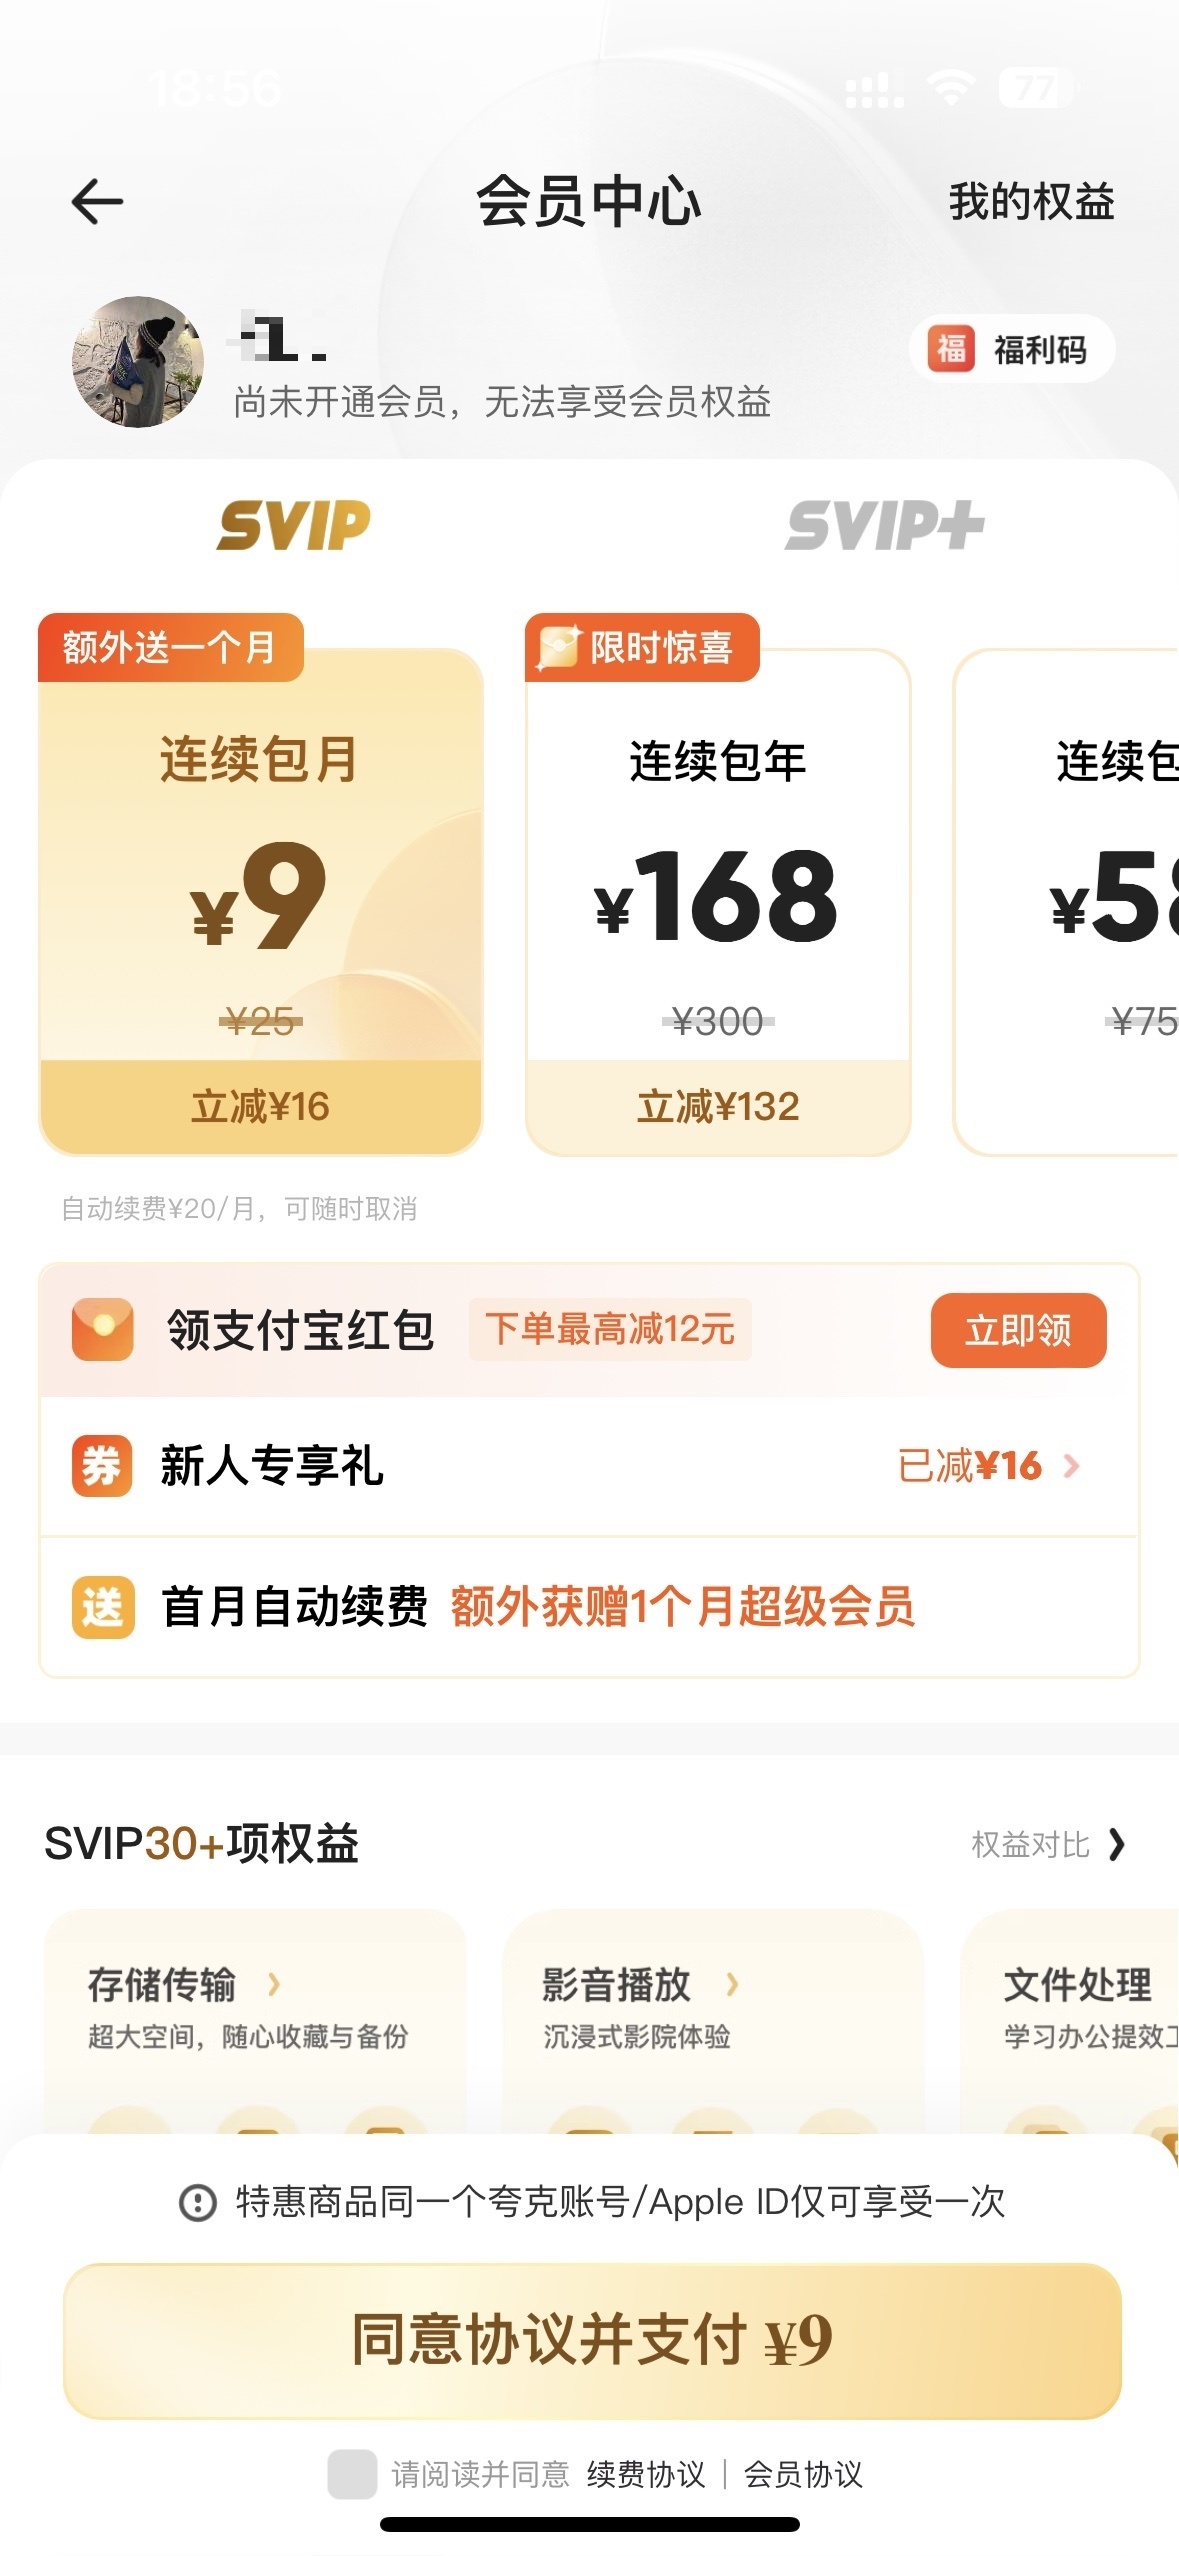 18:56
77
会员中心
我的权益
尚未开通会员，无法享受会员权益
福 福利码
SVIP
SVIP+
额外送一个月
连续包月
¥9
¥25
立减¥16
限时惊喜
连续包年
¥168
¥300
立减¥132
连续包
¥58
¥75
自动续费¥20/月，可随时取消
领支付宝红包 下单最高减12元 立即领
券 新人专享礼 已减¥16
送 首月自动续费 额外获赠1个月超级会员
SVIP30+项权益
权益对比
存储传输
超大空间，随心收藏与备份
影音播放
沉浸式影院体验
文件处理
学习办公提效
特惠商品同一个夸克账号/Apple ID仅可享受一次
同意协议并支付 ¥9
请阅读并同意 续费协议 | 会员协议